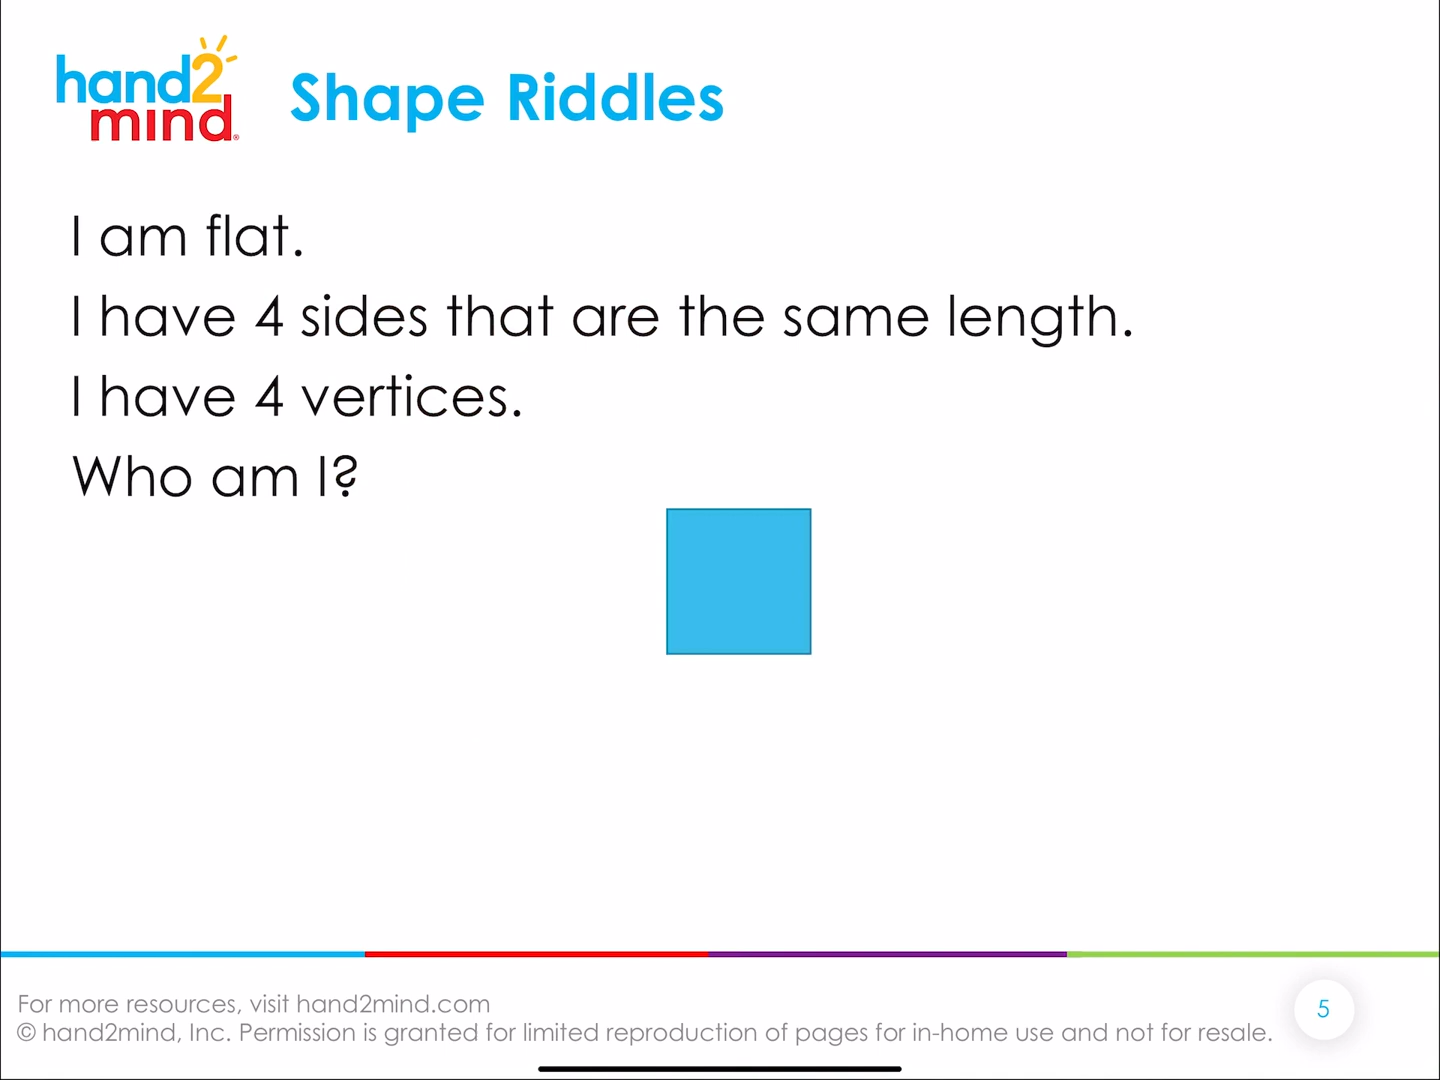 hand2
mind®
Shape Riddles
I am flat.
I have 4 sides that are the same length.
I have 4 vertices.
Who am I?
For more resources, visit hand2mind.com
© hand2mind, Inc. Permission is granted for limited reproduction of pages for in-home use and not for resale.
5